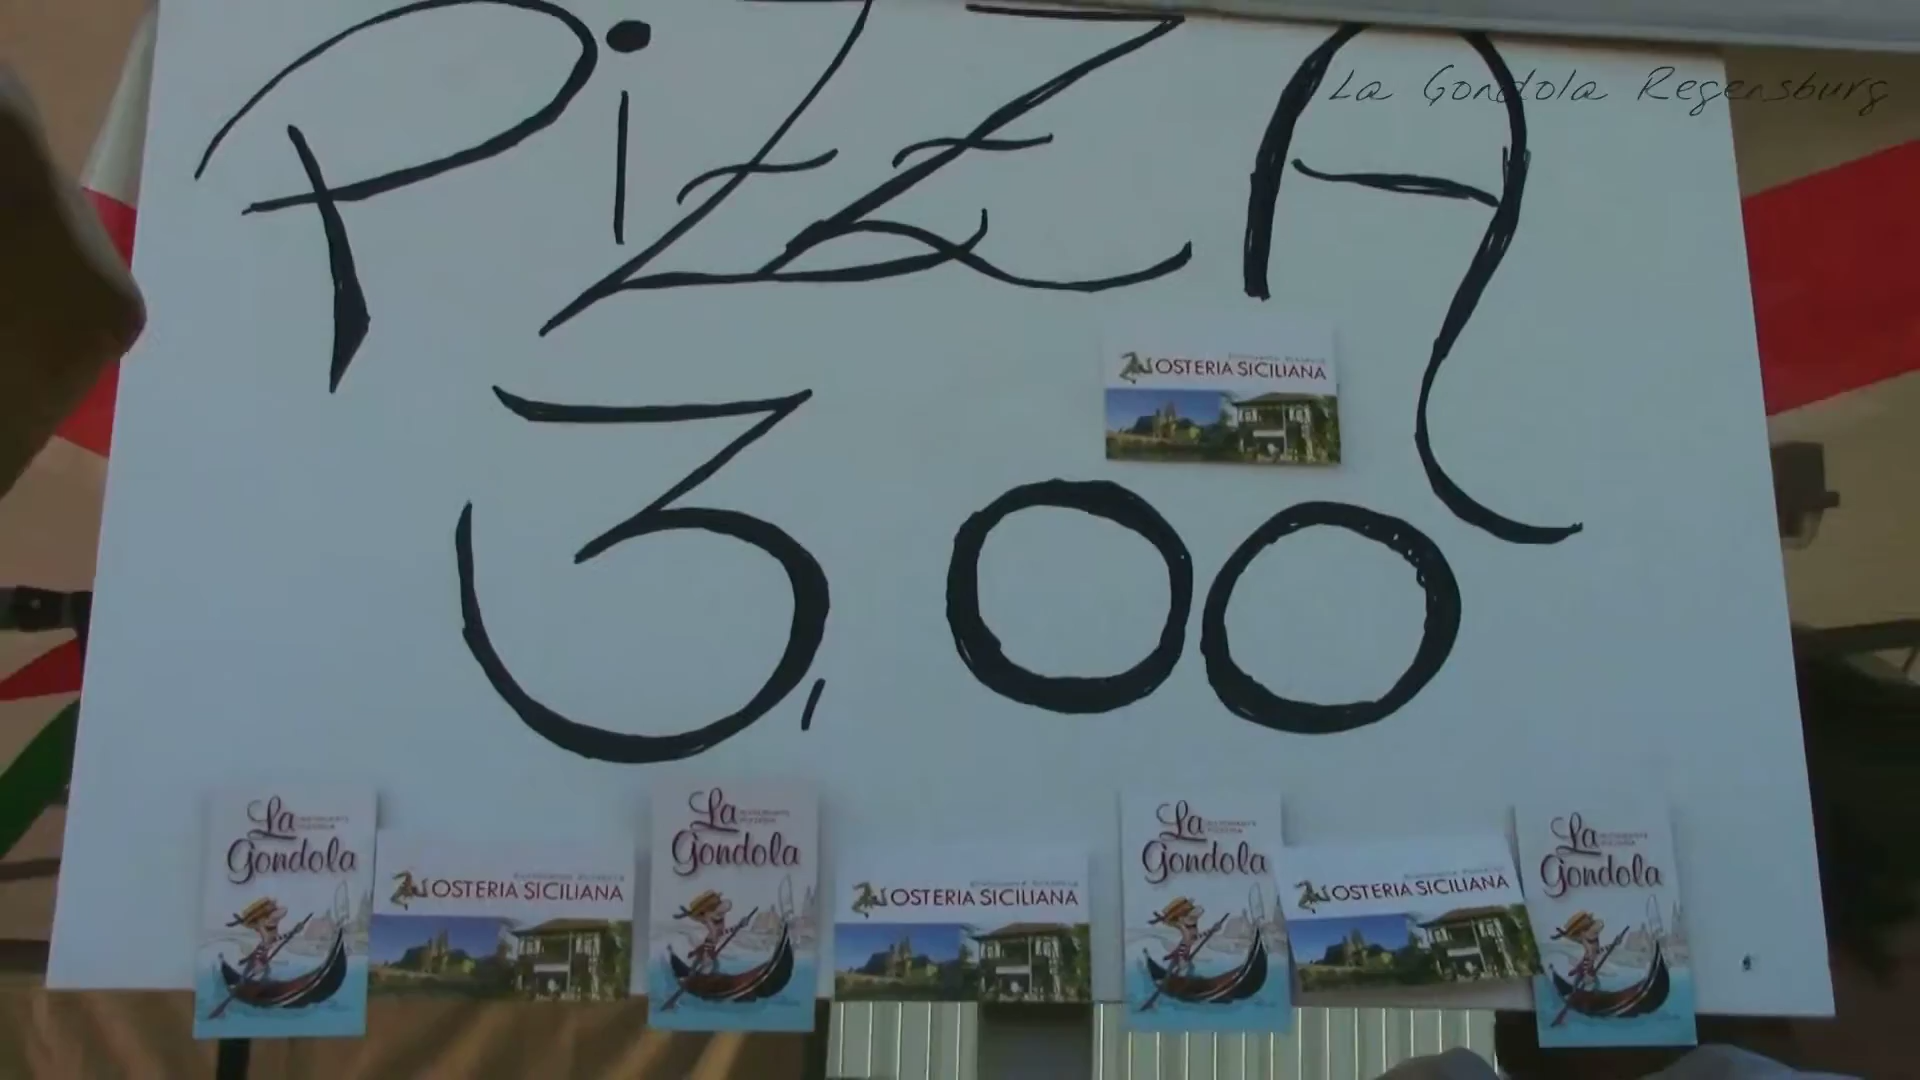 PiZZA
La Gondola Regensburg
OSTERIA SICILIANA
3,00
La
Gondola
OSTERIA SICILIANA
La
Gondola
OSTERIA SICILIANA
La
Gondola
OSTERIA SICILIANA
La
Gondola